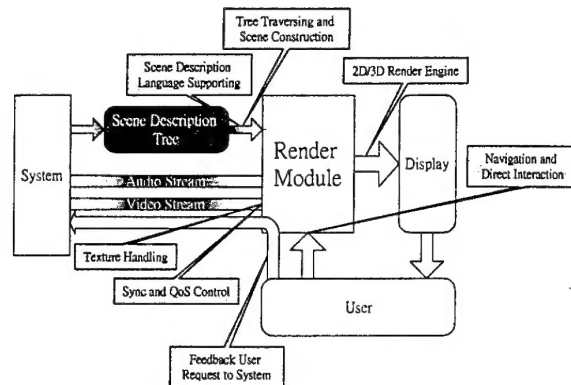 Tree Traversing and
Scene Construction
Scene Description
Language Supporting
2D/3D Render Engine
Scene Description
Tree
System
Render
Module
Display
Navigation and
Direct Interaction
Audio Stream
Video Stream
Texture Handling
Sync and QoS Control
User
Feedback User
Request to System